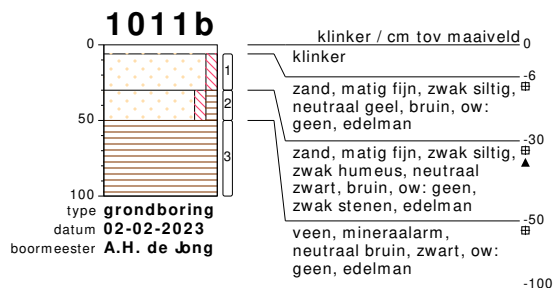 1011b
klinker / cm tov maaiveld
0
0
klinker
-6
1
zand, matig fijn, zwak siltig,
neutraal geel, bruin, ow:
geen, edelman
2
50
-30
zand, matig fijn, zwak siltig,
zwak humeus, neutraal
zwart, bruin, ow: geen,
zwak stenen, edelman
3
-50
veen, mineraalarm,
neutraal bruin, zwart, ow:
geen, edelman
100
-100
type grondboring
datum 02-02-2023
boormeester A.H. de Jong